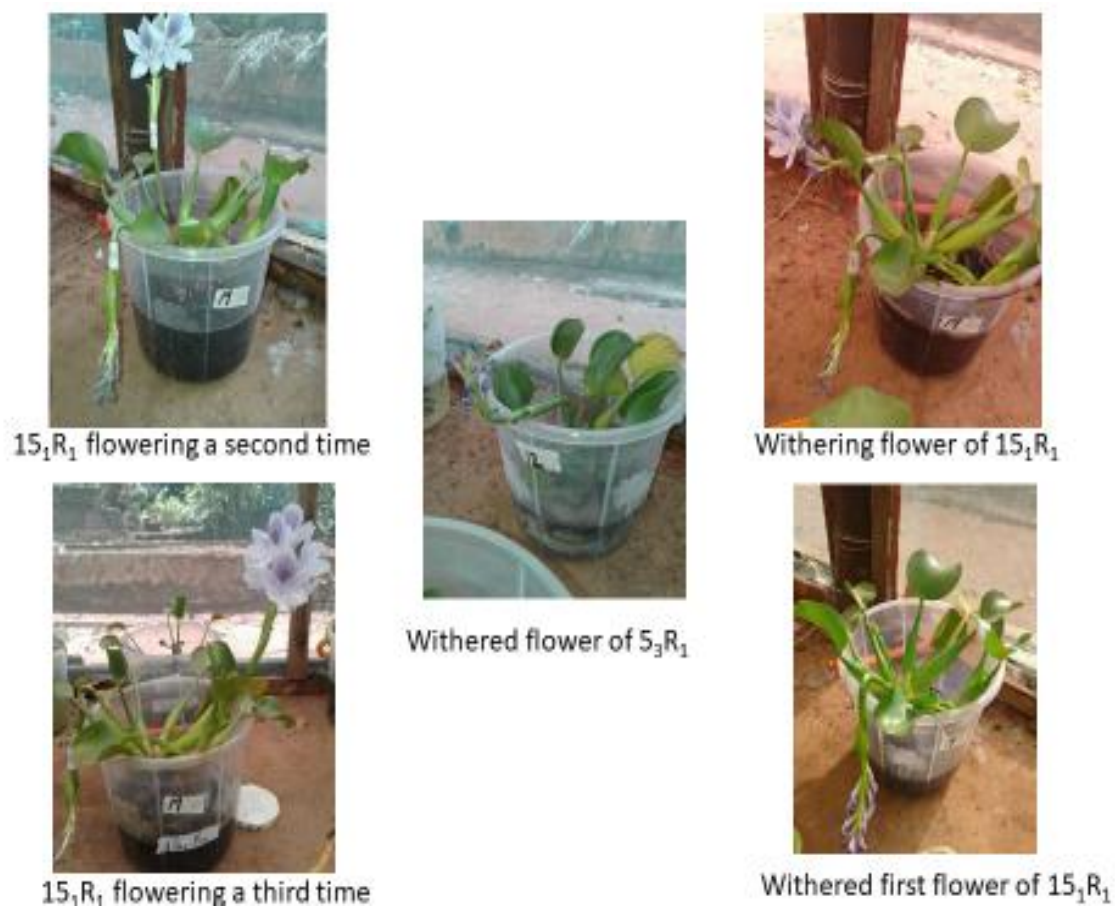 15₁R₁ flowering a second time
Withering flower of 15₁R₁
Withered flower of 5₃R₁
15₁R₁ flowering a third time
Withered first flower of 15₁R₁